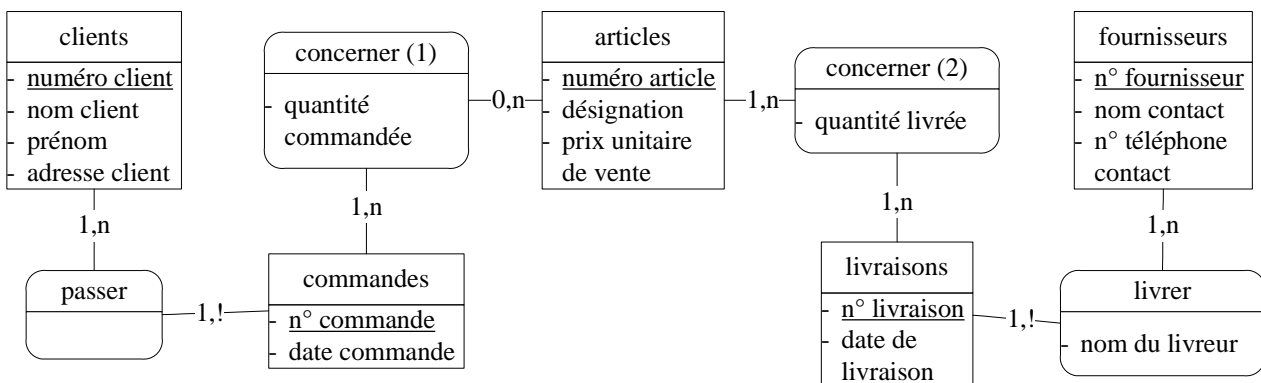 clients
- numéro client
- nom client
- prénom
- adresse client
concerner (1)
- quantité
commandée
0,n
articles
- numéro article
- désignation
- prix unitaire
de vente
1,n
concerner (2)
- quantité livrée
fournisseurs
- n° fournisseur
- nom contact
- n° téléphone
contact
1,n
1,n
1,n
1,n
passer
1,!
commandes
- n° commande
- date commande
livraisons
- n° livraison
- date de
livraison
1,!
livrer
- nom du livreur